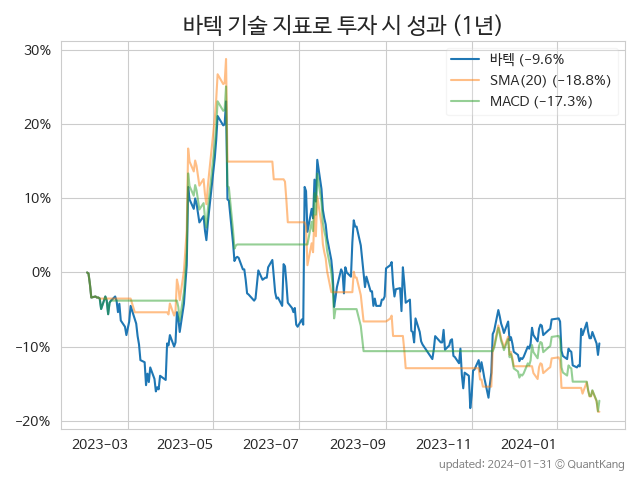 바텍 기술 지표로 투자 시 성과 (1년)
바텍 (−9.6%
SMA(20) (−18.8%)
MACD (−17.3%)
30%
20%
10%
0%
−10%
−20%
2023-03
2023-05
2023-07
2023-09
2023-11
2024-01
updated: 2024-01-31 © QuantKang